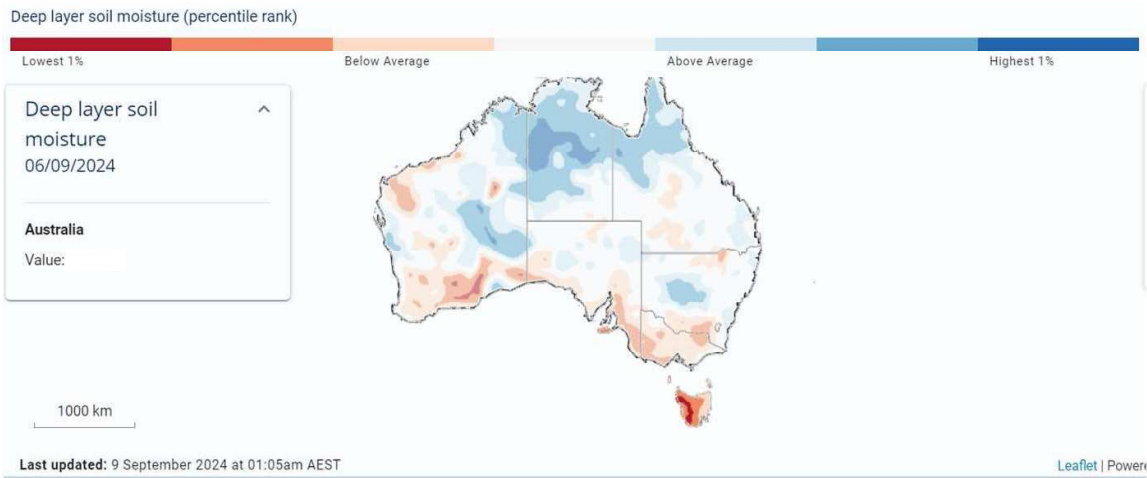 Deep layer soil moisture (percentile rank)
Lowest 1% Below Average Above Average Highest 1%
Deep layer soil
moisture
06/09/2024
Australia
Value:
1000 km
Last updated: 9 September 2024 at 01:05am AEST
Leaflet | Powere